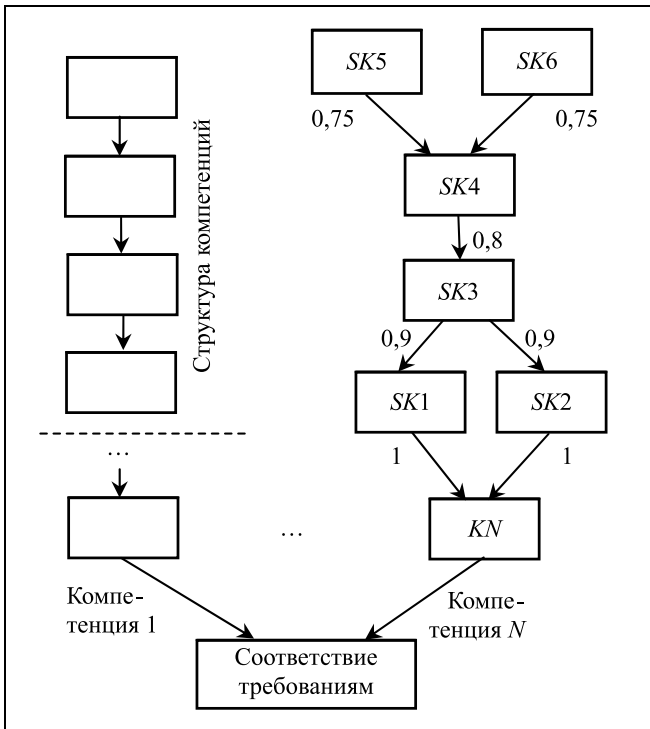 SK5
SK6
0,75
0,75
SK4
0,8
SK3
0,9
0,9
SK1
SK2
1
1
Структура компетенций
...
...
KN
Компе-
тенция 1
Компе-
тенция N
Соответствие
требованиям